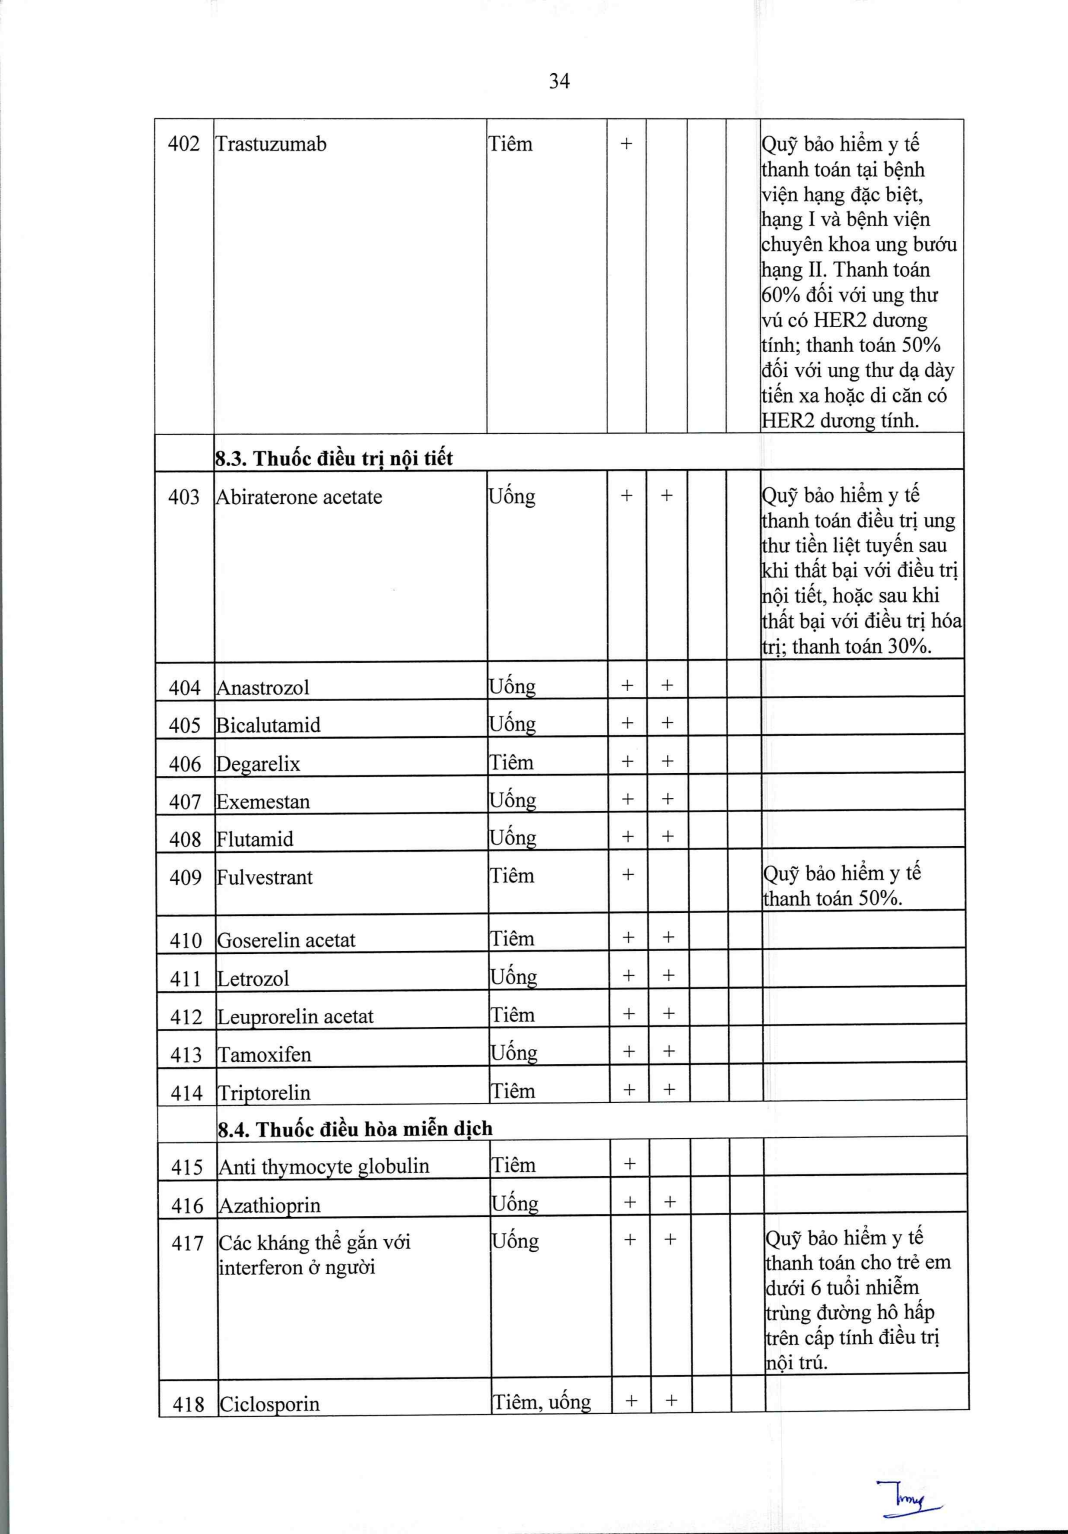 34
402 Trastuzumab Tiêm + Quỹ bảo hiểm y tế
thanh toán tại bệnh
viện hạng đặc biệt,
hạng I và bệnh viện
chuyên khoa ung bướu
hạng II. Thanh toán
60% đối với ung thư
vú có HER2 dương
tính; thanh toán 50%
đối với ung thư dạ dày
tiến xa hoặc di căn có
HER2 dương tính.
8.3. Thuốc điều trị nội tiết
403 Abiraterone acetate Uống + + Quỹ bảo hiểm y tế
thanh toán điều trị ung
thư tiền liệt tuyến sau
khi thất bại với điều trị
nội tiết, hoặc sau khi
thất bại với điều trị hóa
trị; thanh toán 30%.
404 Anastrozol Uống + +
405 Bicalutamid Uống + +
406 Degarelix Tiêm + +
407 Exemestan Uống + +
408 Flutamid Uống + +
409 Fulvestrant Tiêm + Quỹ bảo hiểm y tế
thanh toán 50%.
410 Goserelin acetat Tiêm + +
411 Letrozol Uống + +
412 Leuprorelin acetat Tiêm + +
413 Tamoxifen Uống + +
414 Triptorelin Tiêm + +
8.4. Thuốc điều hòa miễn dịch
415 Anti thymocyte globulin Tiêm +
416 Azathioprin Uống + +
417 Các kháng thể gắn với Uống + + Quỹ bảo hiểm y tế
interferon ở người thanh toán cho trẻ em
dưới 6 tuổi nhiễm
trùng đường hô hấp
trên cấp tính điều trị
nội trú.
418 Ciclosporin Tiêm, uống + +